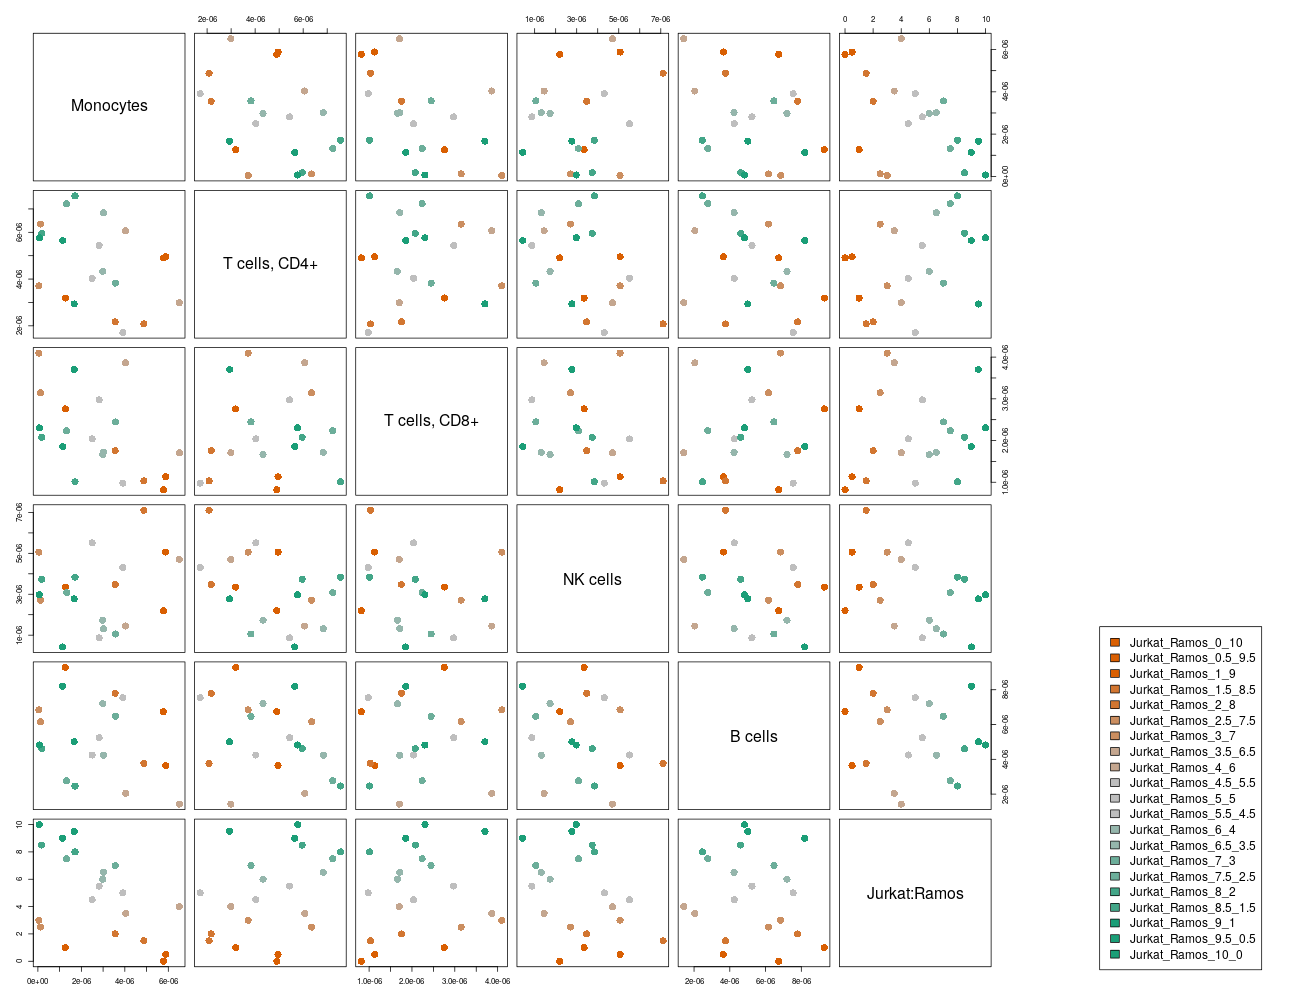 2e-06 4e-06 6e-06 1e-06 3e-06 5e-06 7e-06 0 2 4 6 8 10
Monocytes
0e+00 2e-06 4e-06 6e-06
T cells, CD4+
2e-06 4e-06 6e-06
T cells, CD8+
1.0e-06 2.0e-06 3.0e-06 4.0e-06
NK cells
1e-06 3e-06 5e-06 7e-06
B cells
2e-06 4e-06 6e-06 8e-06
Jurkat:Ramos
0 2 4 6 8 10
0e+00 2e-06 4e-06 6e-06 1.0e-06 2.0e-06 3.0e-06 4.0e-06 2e-06 4e-06 6e-06 8e-06
Jurkat_Ramos_0_10
Jurkat_Ramos_0.5_9.5
Jurkat_Ramos_1_9
Jurkat_Ramos_1.5_8.5
Jurkat_Ramos_2_8
Jurkat_Ramos_2.5_7.5
Jurkat_Ramos_3_7
Jurkat_Ramos_3.5_6.5
Jurkat_Ramos_4_6
Jurkat_Ramos_4.5_5.5
Jurkat_Ramos_5_5
Jurkat_Ramos_5.5_4.5
Jurkat_Ramos_6_4
Jurkat_Ramos_6.5_3.5
Jurkat_Ramos_7_3
Jurkat_Ramos_7.5_2.5
Jurkat_Ramos_8_2
Jurkat_Ramos_8.5_1.5
Jurkat_Ramos_9_1
Jurkat_Ramos_9.5_0.5
Jurkat_Ramos_10_0